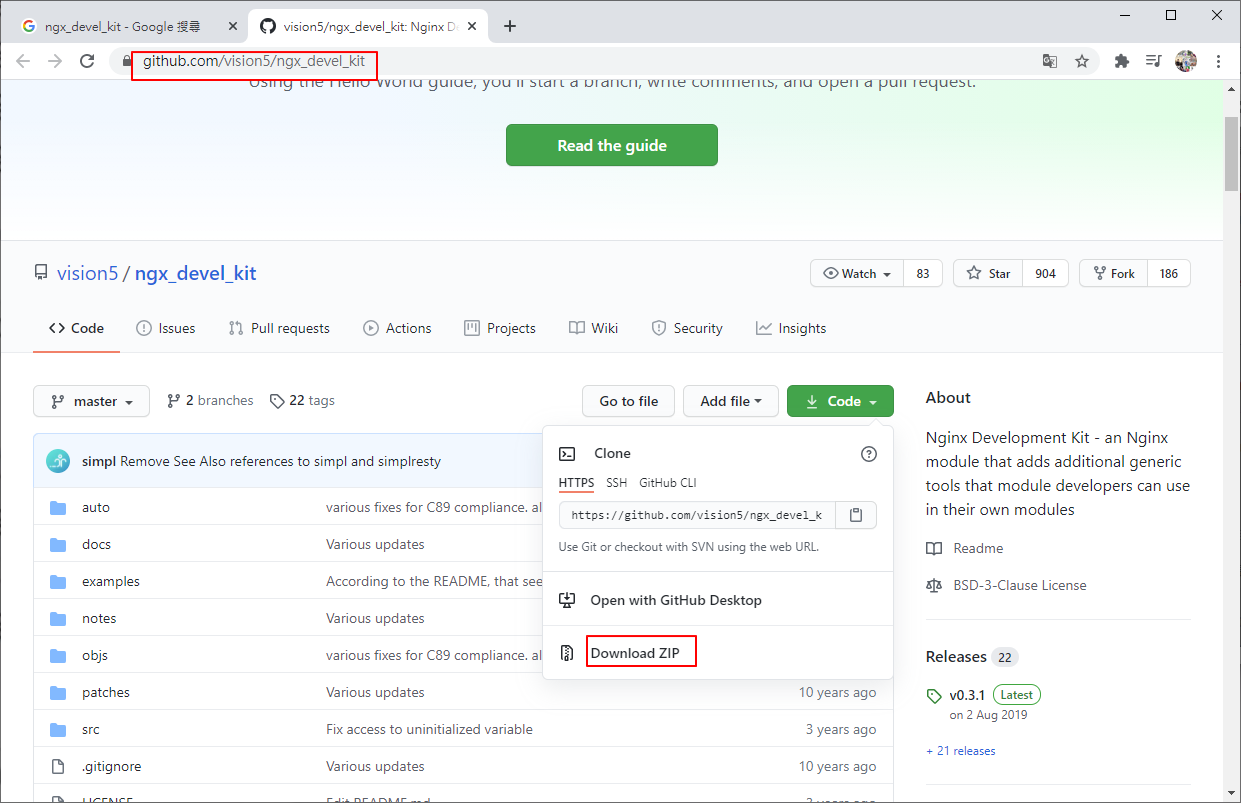 ngx_devel_kit - Google 搜尋
vision5/ngx_devel_kit: Nginx D
github.com/vision5/ngx_devel_kit
Using the Hello World guide, you'll start a branch, write comments, and open a pull request.
Read the guide
vision5 / ngx_devel_kit
Watch 83 Star 904 Fork 186
Code Issues Pull requests Actions Projects Wiki Security Insights
master 2 branches 22 tags Go to file Add file Code
simpl Remove See Also references to simpl and simplresty
auto various fixes for C89 compliance. al
docs Various updates
examples According to the README, that see
notes Various updates
objs various fixes for C89 compliance. al
patches Various updates 10 years ago
src Fix access to uninitialized variable 3 years ago
.gitignore Various updates 10 years ago
LICENSE Edit README.md 3 years ago
Clone
HTTPS SSH GitHub CLI
https://github.com/vision5/ngx_devel_k
Use Git or checkout with SVN using the web URL.
Open with GitHub Desktop
Download ZIP
About
Nginx Development Kit - an Nginx
module that adds additional generic
tools that module developers can use
in their own modules
Readme
BSD-3-Clause License
Releases 22
v0.3.1 Latest
on 2 Aug 2019
+ 21 releases